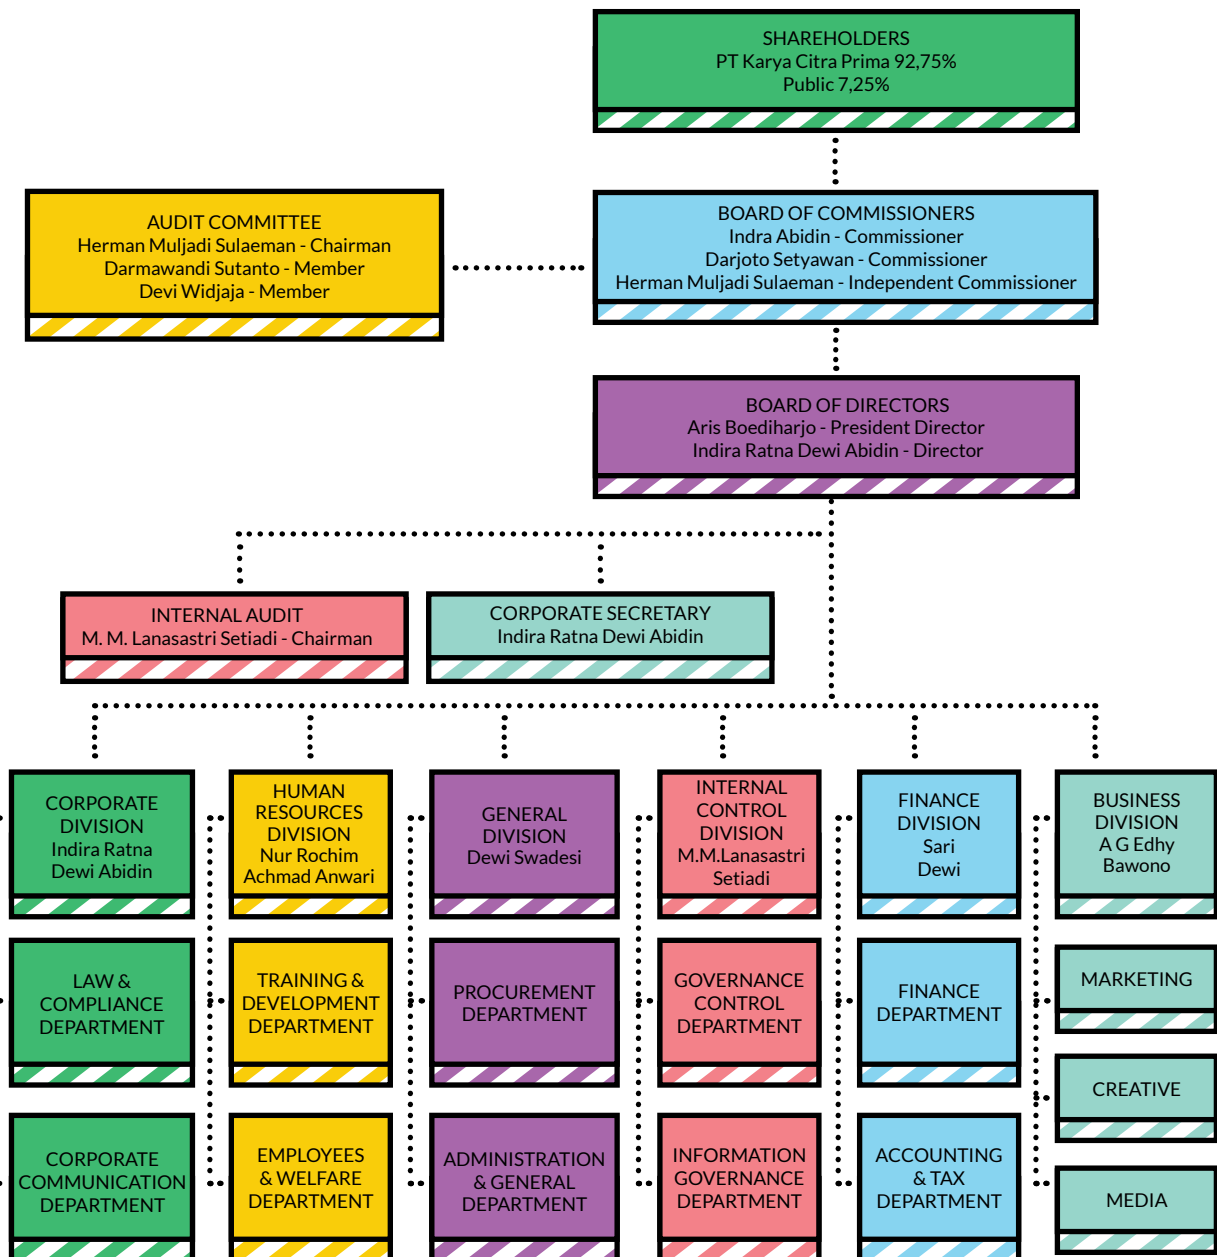 SHAREHOLDERS
PT Karya Citra Prima 92,75%
Public 7,25%
AUDIT COMMITTEE
Herman Muljadi Sulaeman - Chairman
Darmawandi Sutanto - Member
Devi Widjaja - Member
BOARD OF COMMISSIONERS
Indra Abidin - Commissioner
Darjoto Setyawan - Commissioner
Herman Muljadi Sulaeman - Independent Commissioner
BOARD OF DIRECTORS
Aris Boediharjo - President Director
Indira Ratna Dewi Abidin - Director
INTERNAL AUDIT
M. M. Lanasastri Setiadi - Chairman
CORPORATE SECRETARY
Indira Ratna Dewi Abidin
CORPORATE
DIVISION
Indira Ratna
Dewi Abidin
HUMAN
RESOURCES
DIVISION
Nur Rochim
Achmad Anwari
GENERAL
DIVISION
Dewi Swadesi
INTERNAL
CONTROL
DIVISION
M.M.Lanasastri
Setiadi
FINANCE
DIVISION
Sari
Dewi
BUSINESS
DIVISION
A G Edhy
Bawono
LAW &
COMPLIANCE
DEPARTMENT
TRAINING &
DEVELOPMENT
DEPARTMENT
PROCUREMENT
DEPARTMENT
GOVERNANCE
CONTROL
DEPARTMENT
FINANCE
DEPARTMENT
MARKETING
CREATIVE
CORPORATE
COMMUNICATION
DEPARTMENT
EMPLOYEES
& WELFARE
DEPARTMENT
ADMINISTRATION
& GENERAL
DEPARTMENT
INFORMATION
GOVERNANCE
DEPARTMENT
ACCOUNTING
& TAX
DEPARTMENT
MEDIA